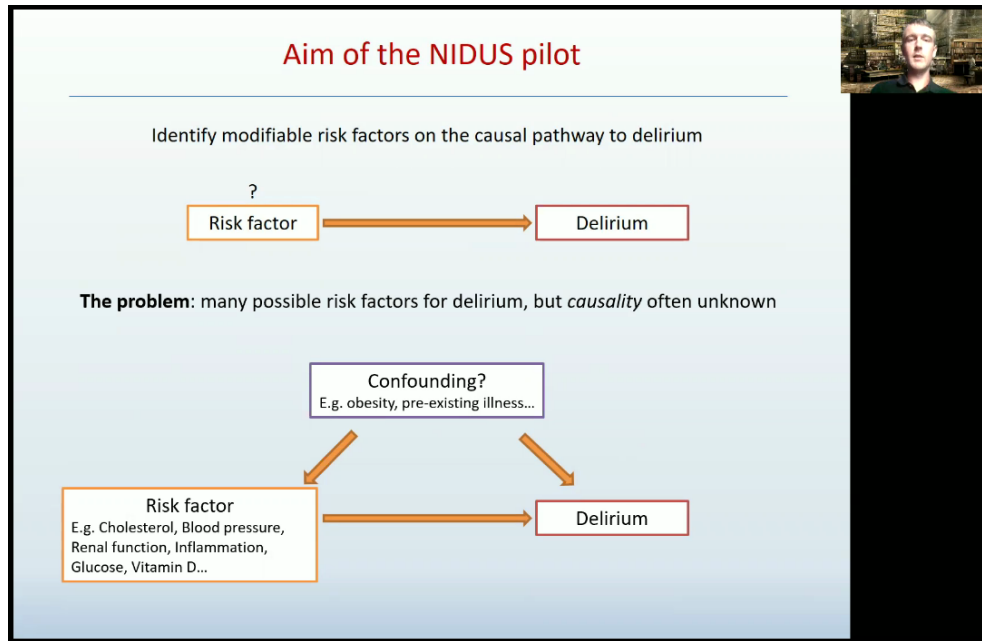 Aim of the NIDUS pilot
Identify modifiable risk factors on the causal pathway to delirium
?
Risk factor
Delirium
The problem: many possible risk factors for delirium, but causality often unknown
Confounding?
E.g. obesity, pre-existing illness…
Risk factor
E.g. Cholesterol, Blood pressure,
Renal function, Inflammation,
Glucose, Vitamin D…
Delirium